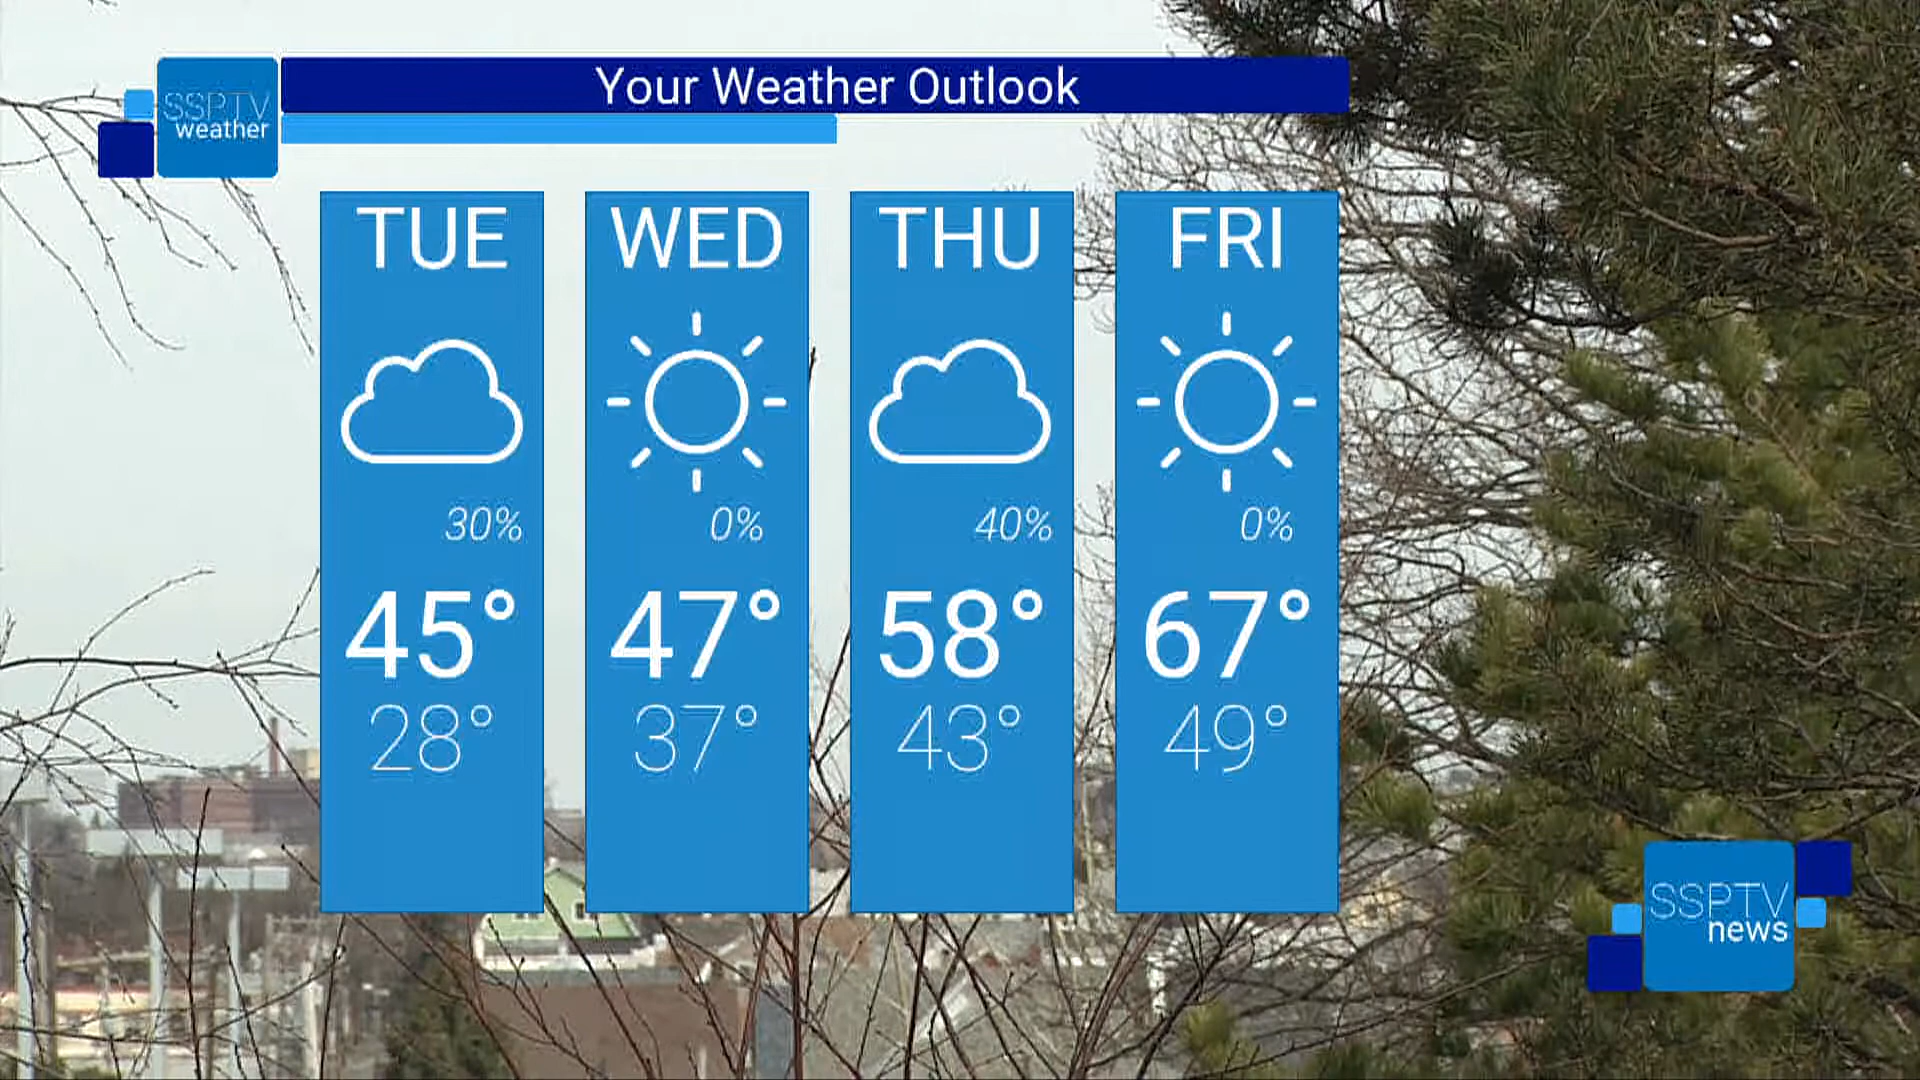 SSPTV
weather
Your Weather Outlook
TUE
30%
45°
28°
WED
0%
47°
37°
THU
40%
58°
43°
FRI
0%
67°
49°
SSPTV
news